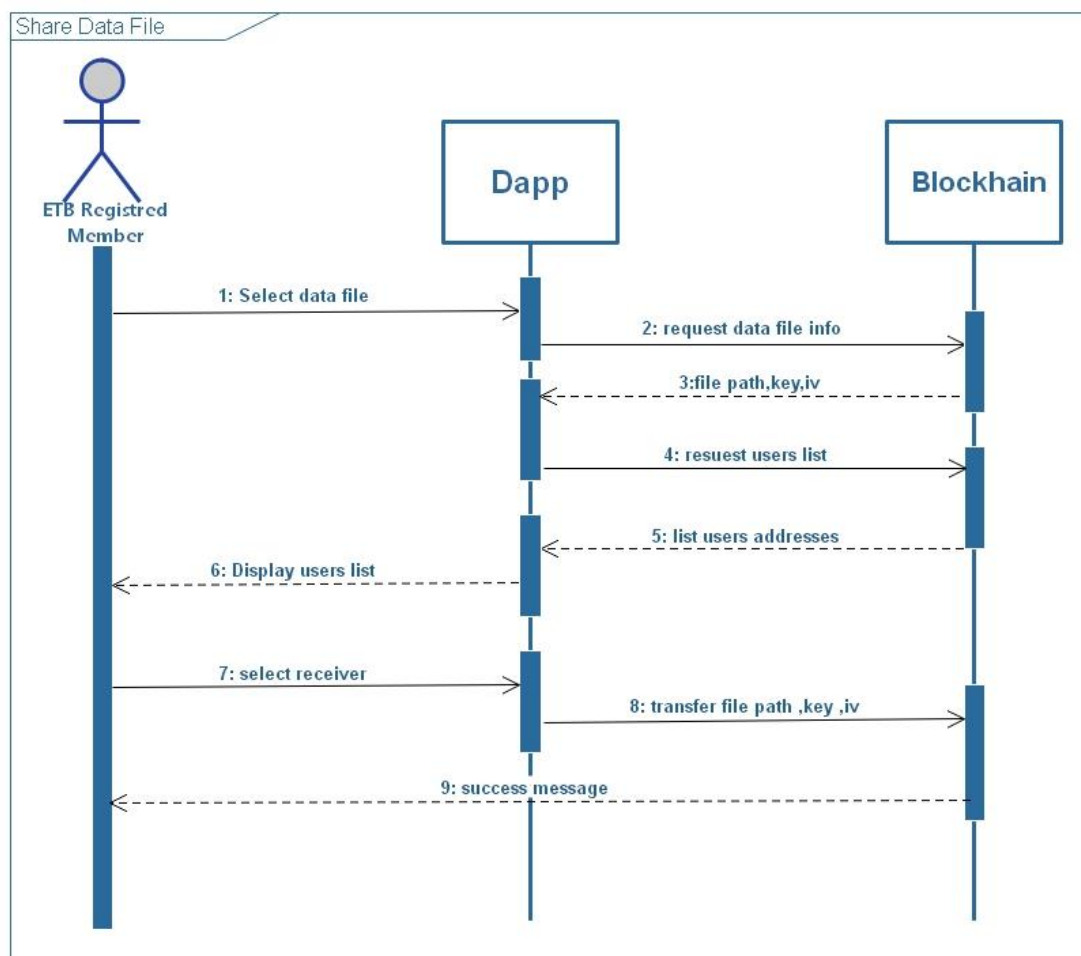 Share Data File
ETB Registred
Member
Dapp
Blockhain
1: Select data file
2: request data file info
3:file path,key,iv
4: resuest users list
5: list users addresses
6: Display users list
7: select receiver
8: transfer file path ,key ,iv
9: success message